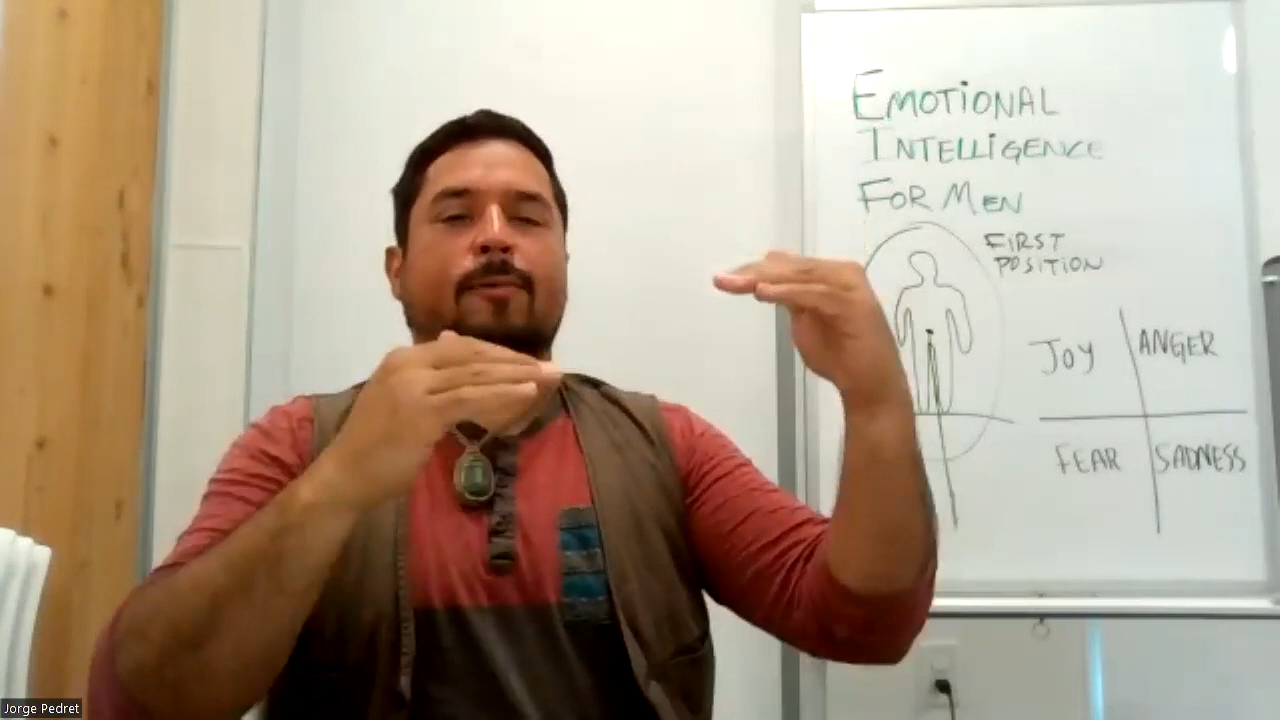 EMOTIONAL
INTELLIGENCE
FOR MEN
FIRST
POSITION
JOY ANGER
FEAR SADNESS
Jorge Pedret